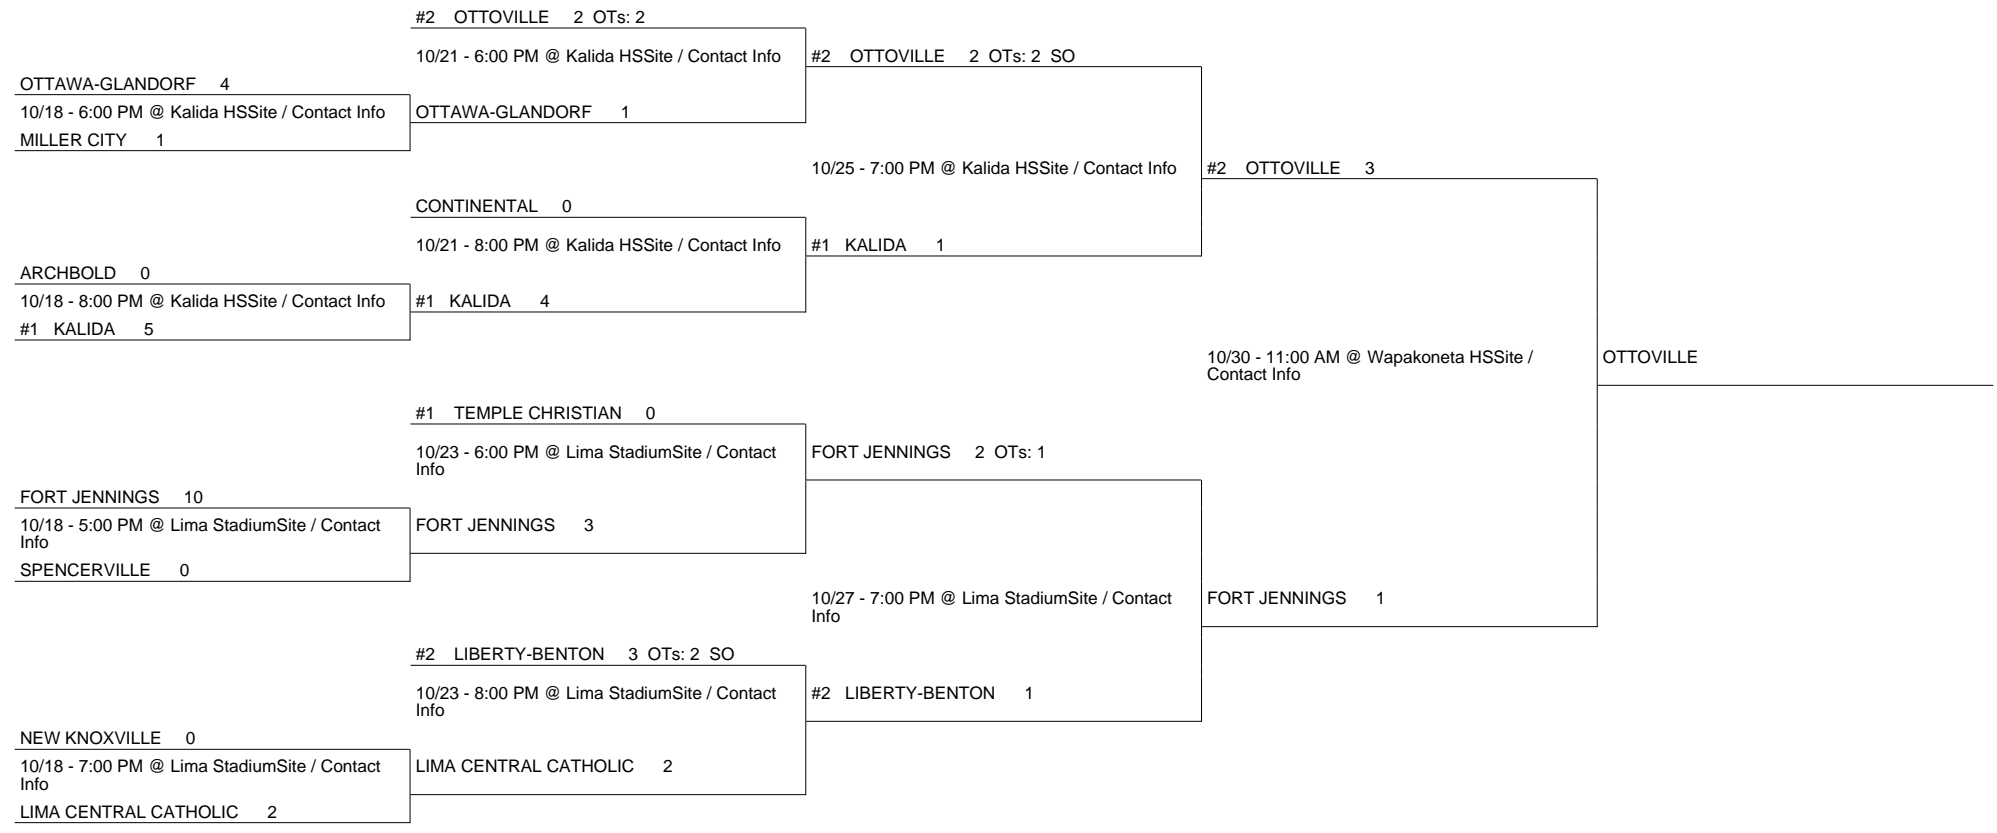 #2 OTTOVILLE 2 OTs: 2
10/21 - 6:00 PM @ Kalida HSSite / Contact Info
#2 OTTOVILLE 2 OTs: 2 SO
OTTAWA-GLANDORF 4
10/18 - 6:00 PM @ Kalida HSSite / Contact Info
OTTAWA-GLANDORF 1
MILLER CITY 1
10/25 - 7:00 PM @ Kalida HSSite / Contact Info
#2 OTTOVILLE 3
CONTINENTAL 0
10/21 - 8:00 PM @ Kalida HSSite / Contact Info
#1 KALIDA 1
ARCHBOLD 0
10/18 - 8:00 PM @ Kalida HSSite / Contact Info
#1 KALIDA 4
#1 KALIDA 5
10/30 - 11:00 AM @ Wapakoneta HSSite /
Contact Info
OTTOVILLE
#1 TEMPLE CHRISTIAN 0
10/23 - 6:00 PM @ Lima StadiumSite / Contact
Info
FORT JENNINGS 2 OTs: 1
FORT JENNINGS 10
10/18 - 5:00 PM @ Lima StadiumSite / Contact
Info
FORT JENNINGS 3
SPENCERVILLE 0
10/27 - 7:00 PM @ Lima StadiumSite / Contact
Info
FORT JENNINGS 1
#2 LIBERTY-BENTON 3 OTs: 2 SO
10/23 - 8:00 PM @ Lima StadiumSite / Contact
Info
#2 LIBERTY-BENTON 1
NEW KNOXVILLE 0
10/18 - 7:00 PM @ Lima StadiumSite / Contact
Info
LIMA CENTRAL CATHOLIC 2
LIMA CENTRAL CATHOLIC 2